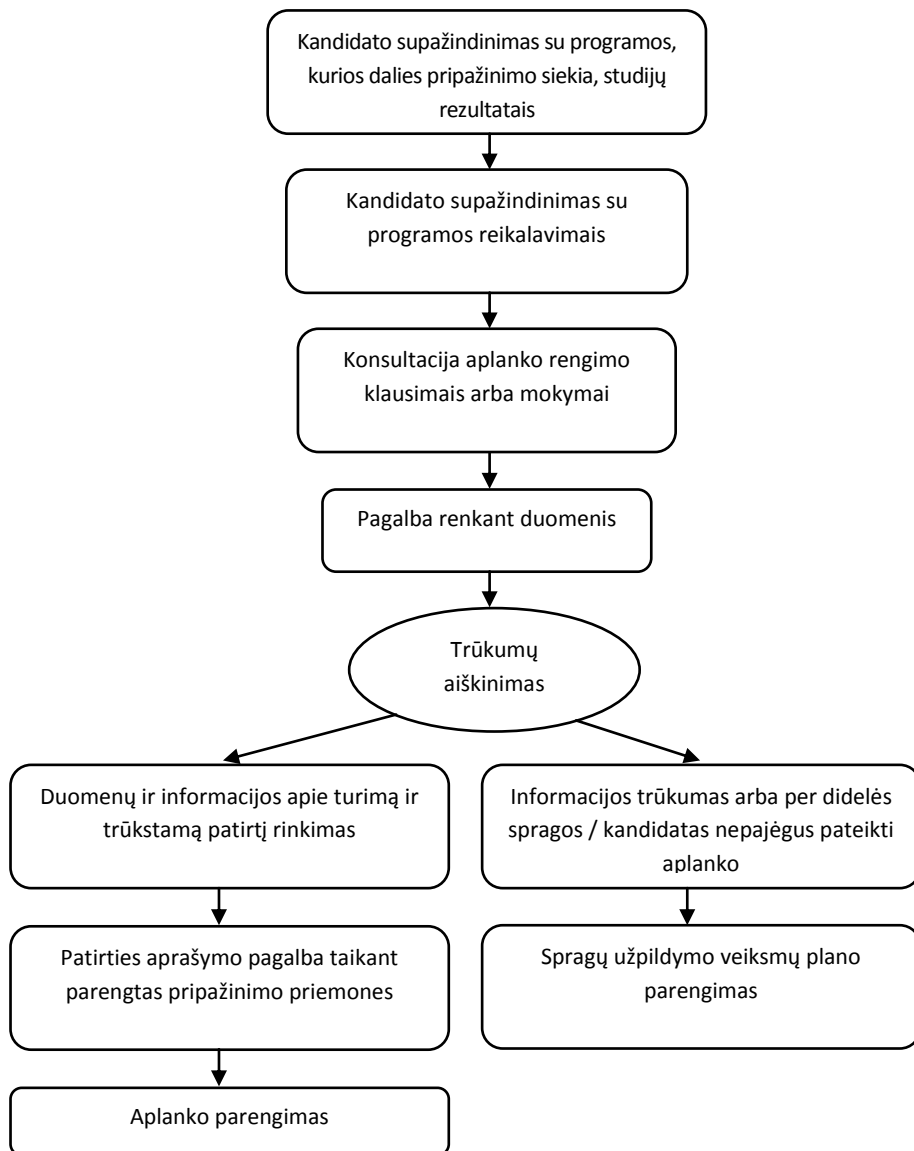 Kandidato supažindinimas su programos,
kurios dalies pripažinimo siekia, studijų
rezultatais
Kandidato supažindinimas su
programos reikalavimais
Konsultacija aplanko rengimo
klausimais arba mokymai
Pagalba renkant duomenis
Trūkumų
aiškinimas
Duomenų ir informacijos apie turimą ir
trūkstamą patirtį rinkimas
Informacijos trūkumas arba per didelės
spragos / kandidatas nepajėgus pateikti
aplanko
Patirties aprašymo pagalba taikant
parengtas pripažinimo priemones
Spragų užpildymo veiksmų plano
parengimas
Aplanko parengimas